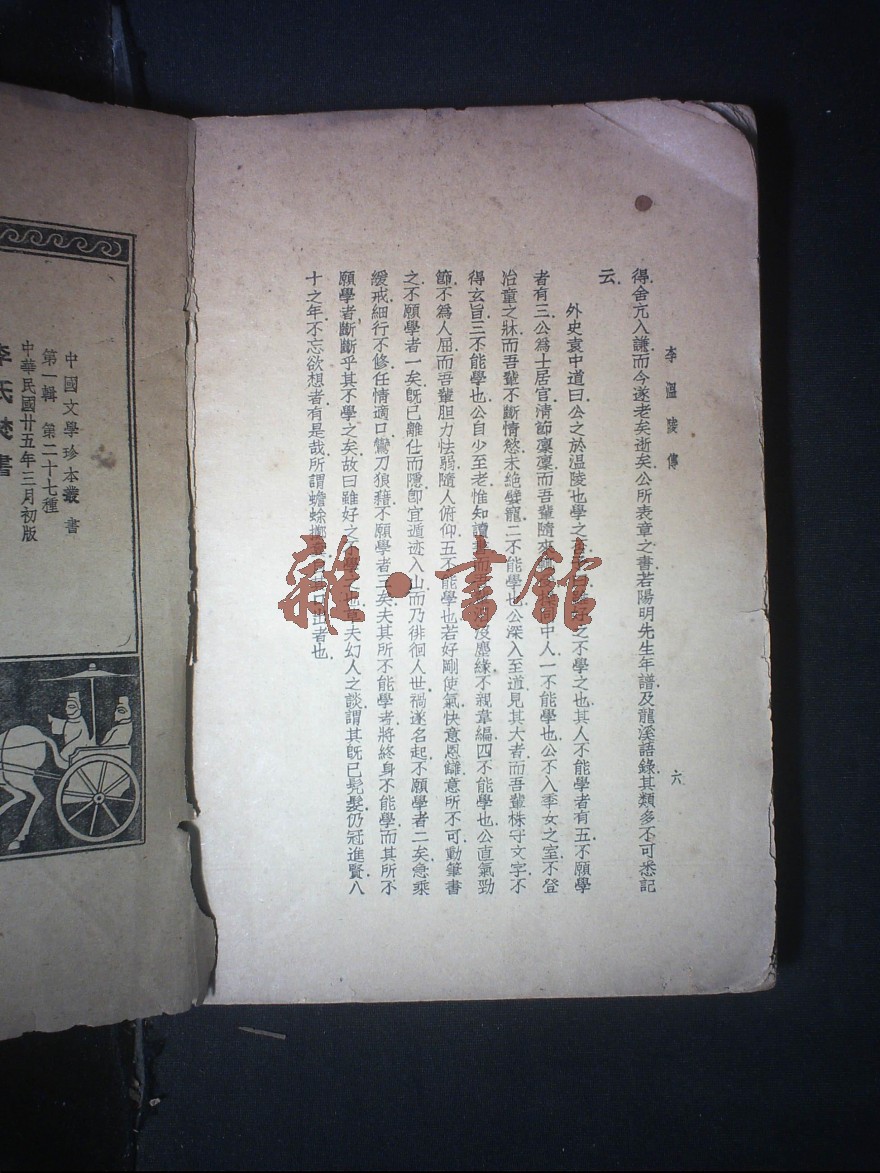 李溫陵傳
六
得舍亢入謙而今遂老矣逝矣公所表章之書若陽明先生年譜及龍溪語錄其類多不可悉記
云.
外史袁中道曰公之於溫陵也學之
好之不學之也其人不能學者有五不願學
者有三公爲士居官清節凜凜而吾輩隨來
中人一不能學也公不入季女之室不登
冶童之牀而吾輩不斷情慾未絕嬖寵二不能學也公深入至道見其大者而吾輩株守文字不
得玄旨三不能學也公自少至老惟知讀書而
沒塵緣不親韋編四不能學也公直氣勁
節不爲人屈而吾輩胆力怯弱隨人俯仰五不能學也若好剛使氣快意恩讎意所不可動筆書
之不願學者一矣既已離仕而隱卽宜遁迹入山而乃徘徊人世禍逐名起不願學者二矣急乘
緩戒細行不修任情適口鸞刀狼藉不願學者三矣夫其所不能學者將終身不能學而其所不
願學者斷斷乎其不學之矣故曰雖好之不學之也
夫幻人之談謂其既已髡髮仍冠進賢八
十之年不忘欲想者有是哉所謂蟾蜍擲
口出者也.
雜·書館
中國文學珍本叢書
第一輯 第二十七種
中華民國廿五年三月初版
李氏焚書